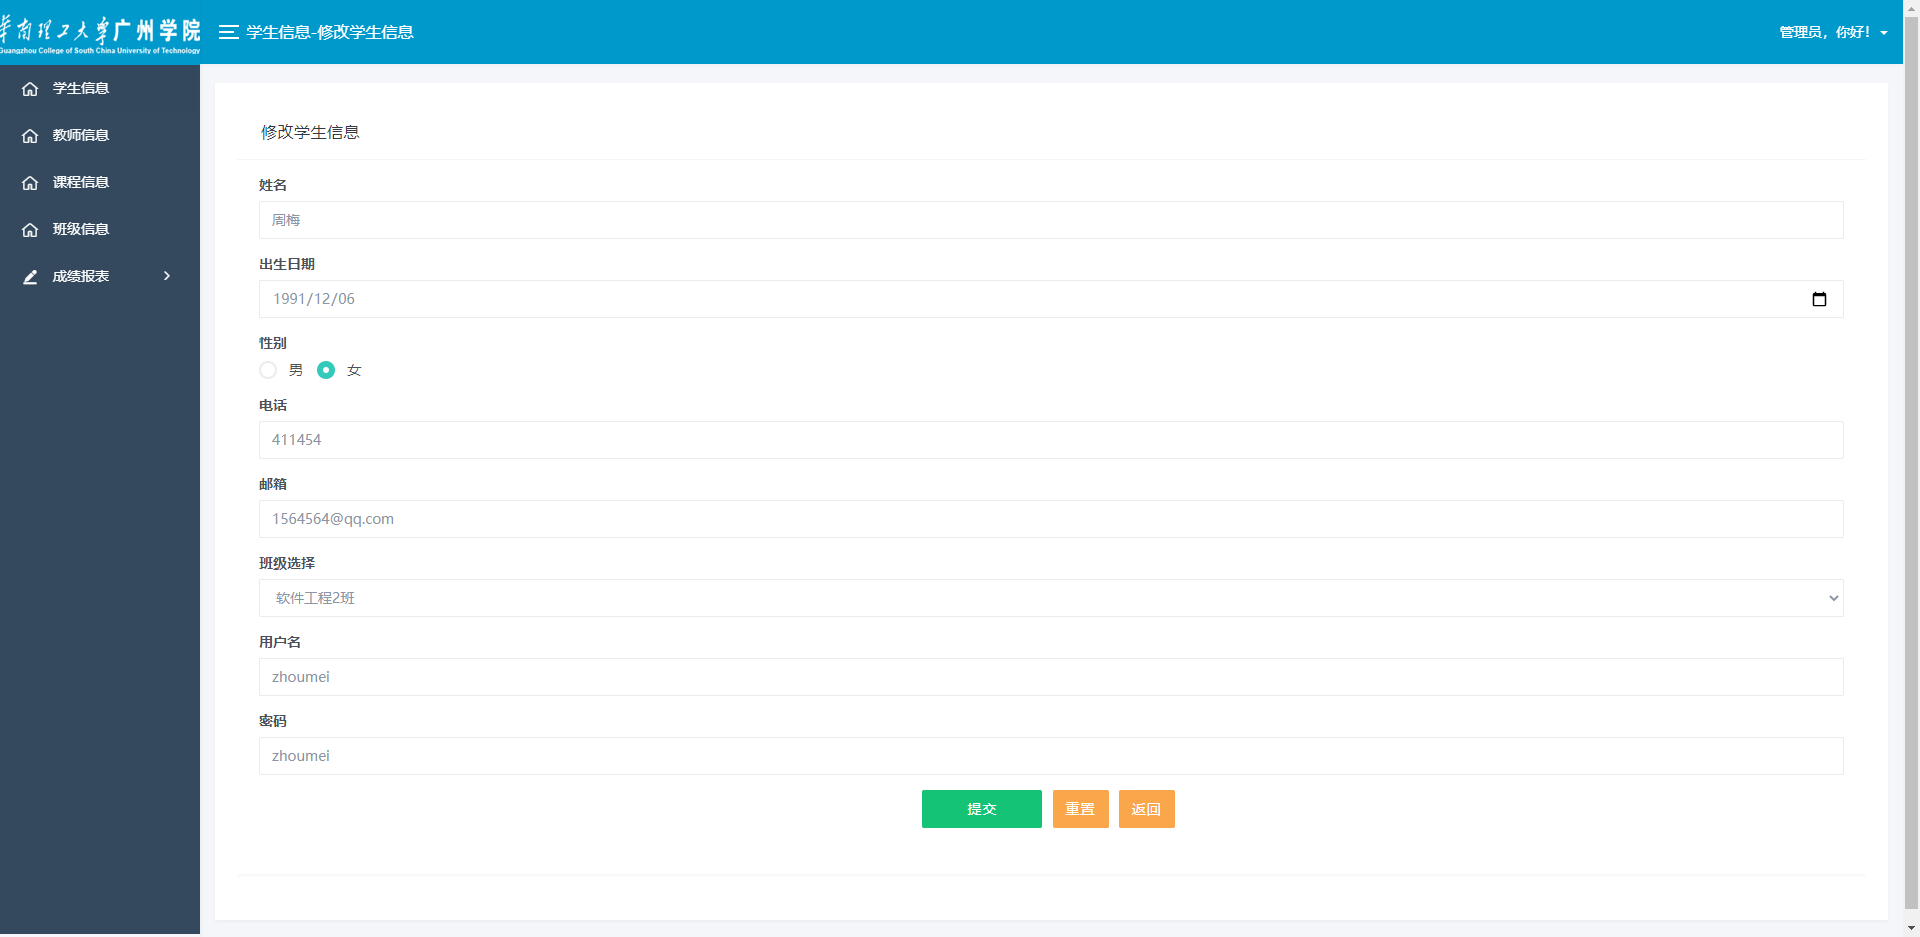 华南理工大学广州学院
Guangzhou College of South China University of Technology
学生信息-修改学生信息
管理员，你好！
学生信息
教师信息
课程信息
班级信息
成绩报表
修改学生信息
姓名
周梅
出生日期
1991/12/06
性别
男 女
电话
411454
邮箱
1564564@qq.com
班级选择
软件工程2班
用户名
zhoumei
密码
zhoumei
提交 重置 返回